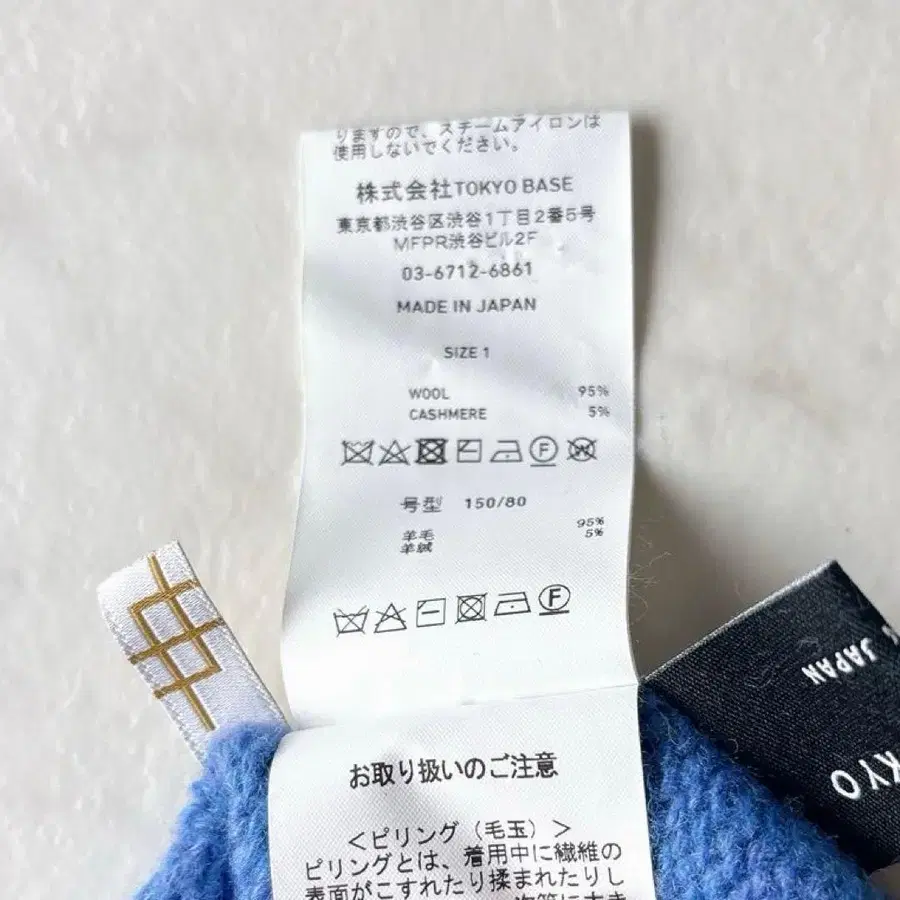 りますので、スチームアイロンは
使用しないでください。
株式会社TOKYO BASE
東京都渋谷区渋谷1丁目2番5号
MFPR渋谷ビル2F
03-6712-6861
MADE IN JAPAN
SIZE 1
WOOL 95%
CASHMERE 5%
F W
号型 150/80
羊毛 95%
羊絨 5%
F
お取り扱いのご注意
＜ピリング（毛玉）＞
ピリングとは、着用中に繊維の
表面がこすれたり揉まれたりし
JAPAN
KYO